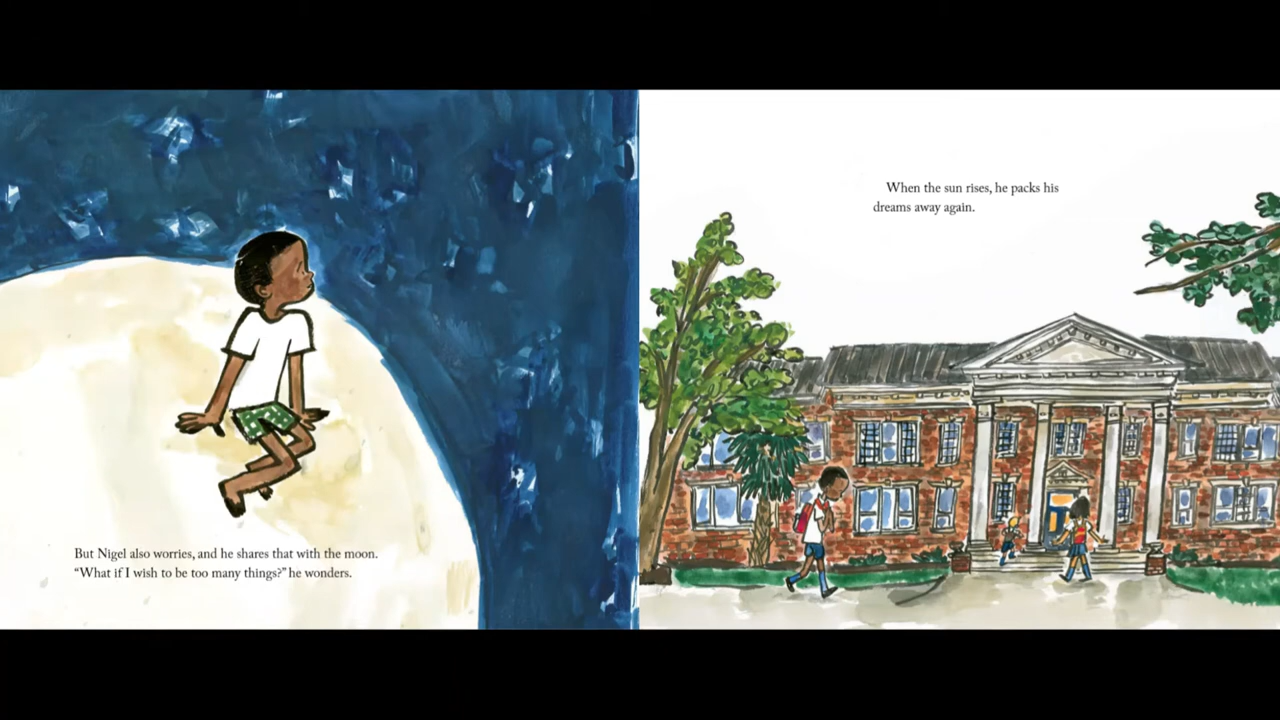 But Nigel also worries, and he shares that with the moon.
“What if I wish to be too many things?” he wonders.
When the sun rises, he packs his
dreams away again.